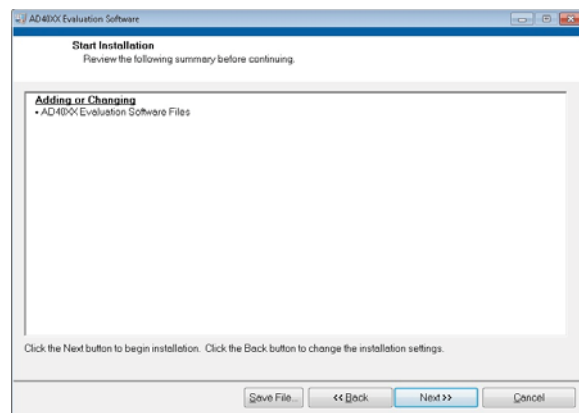 AD40XX Evaluation Software
Start Installation
Review the following summary before continuing.
Adding or Changing
• AD40XX Evaluation Software Files
Click the Next button to begin installation. Click the Back button to change the installation settings.
Save File... << Back Next >> Cancel